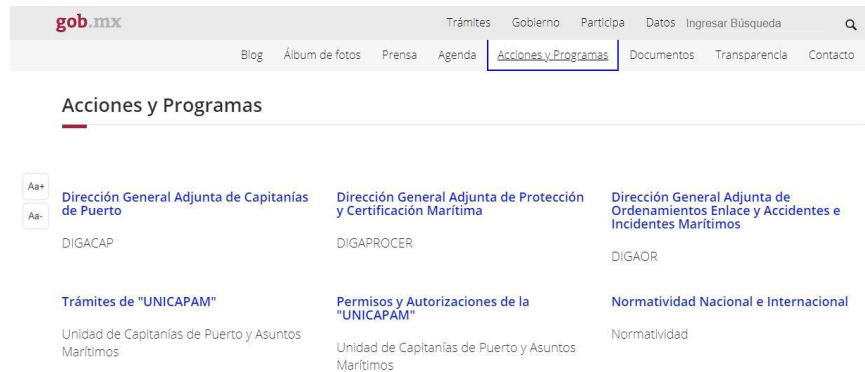 gob.mx
Trámites Gobierno Participa Datos Ingresar Búsqueda
Blog Álbum de fotos Prensa Agenda Acciones y Programas Documentos Transparencia Contacto
Acciones y Programas
Aa+
Aa-
Dirección General Adjunta de Capitanías
de Puerto
DIGACAP
Dirección General Adjunta de Protección
y Certificación Marítima
DIGAPROCER
Dirección General Adjunta de
Ordenamientos Enlace y Accidentes e
Incidentes Marítimos
DIGAOR
Trámites de "UNICAPAM"
Unidad de Capitanías de Puerto y Asuntos
Marítimos
Permisos y Autorizaciones de la
"UNICAPAM"
Unidad de Capitanías de Puerto y Asuntos
Marítimos
Normatividad Nacional e Internacional
Normatividad